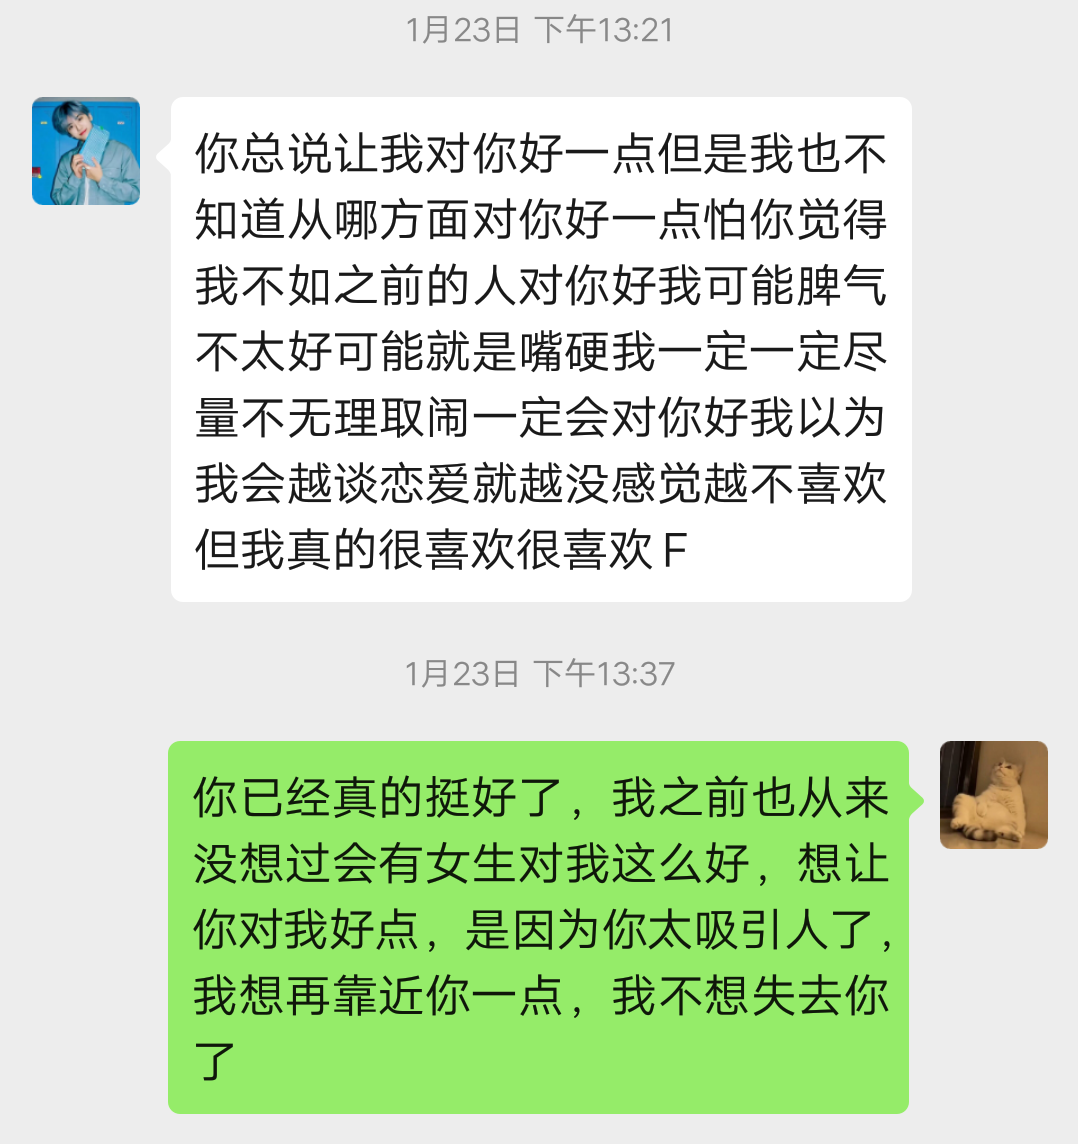 1月23日 下午13:21
你总说让我对你好一点但是我也不
知道从哪方面对你好一点怕你觉得
我不如之前的人对你好我可能脾气
不太好可能就是嘴硬我一定一定尽
量不无理取闹一定会对你好我以为
我会越谈恋爱就越没感觉越不喜欢
但我真的很喜欢很喜欢F
1月23日 下午13:37
你已经真的挺好了，我之前也从来
没想过会有女生对我这么好，想让
你对我好点，是因为你太吸引人了，
我想再靠近你一点，我不想失去你
了